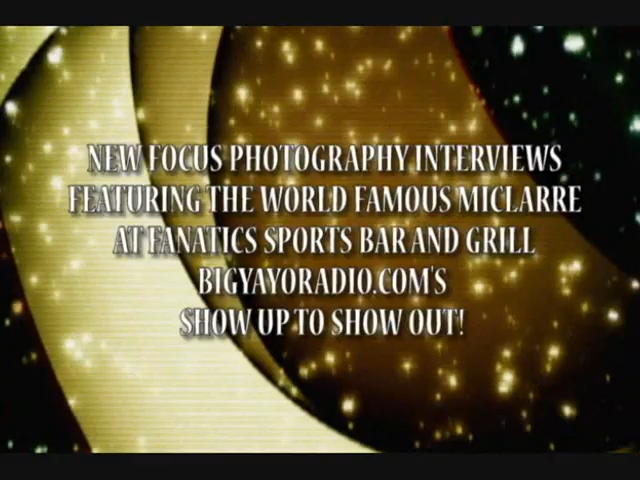 NEW FOCUS PHOTOGRAPHY INTERVIEWS
FEATURING THE WORLD FAMOUS MICLARRE
AT FANATICS SPORTS BAR AND GRILL
BIGYAYORADIO.COM'S
SHOW UP TO SHOW OUT!